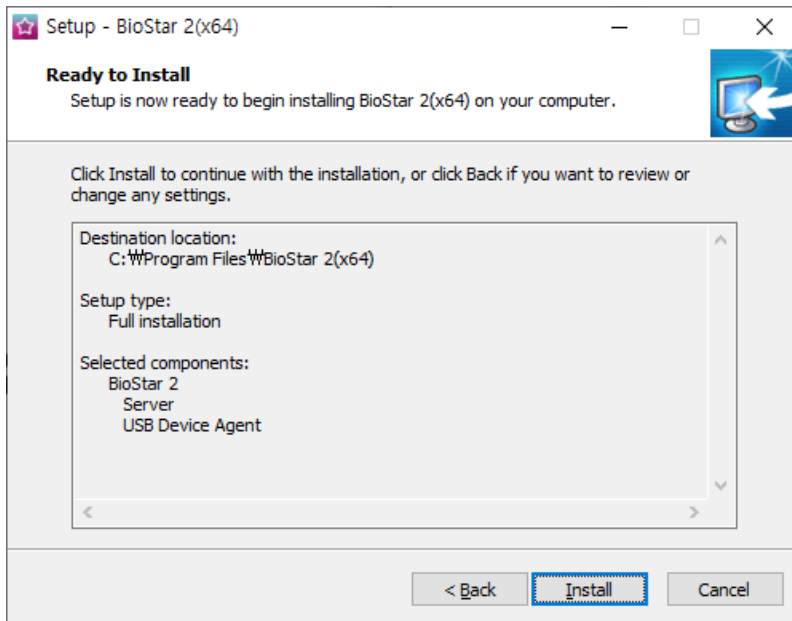 Setup - BioStar 2(x64)
Ready to Install
Setup is now ready to begin installing BioStar 2(x64) on your computer.
Click Install to continue with the installation, or click Back if you want to review or
change any settings.
Destination location:
C:₩Program Files₩BioStar 2(x64)
Setup type:
Full installation
Selected components:
BioStar 2
Server
USB Device Agent
< Back
Install
Cancel